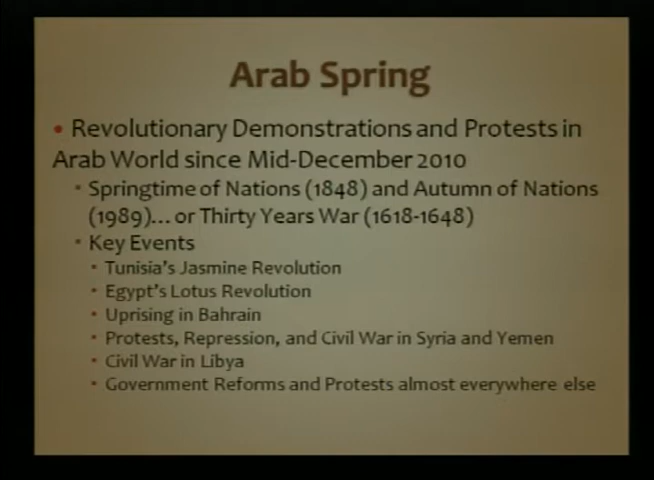 Arab Spring
• Revolutionary Demonstrations and Protests in
Arab World since Mid-December 2010
• Springtime of Nations (1848) and Autumn of Nations
(1989)... or Thirty Years War (1618-1648)
• Key Events
• Tunisia's Jasmine Revolution
• Egypt's Lotus Revolution
• Uprising in Bahrain
• Protests, Repression, and Civil War in Syria and Yemen
• Civil War in Libya
• Government Reforms and Protests almost everywhere else